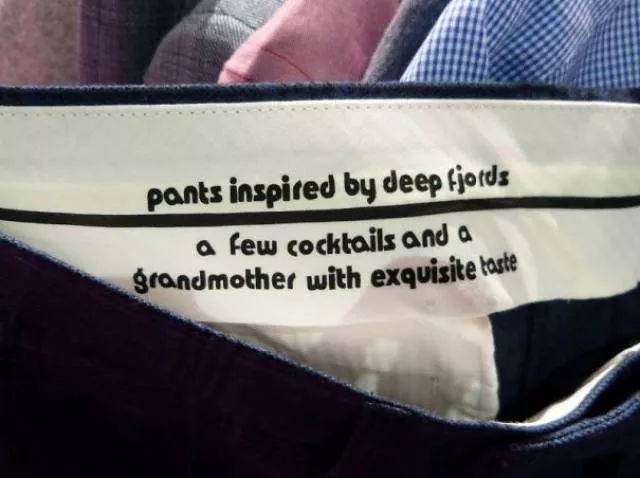 pants inspired by deep fjords
a few cocktails and a
grandmother with exquisite taste